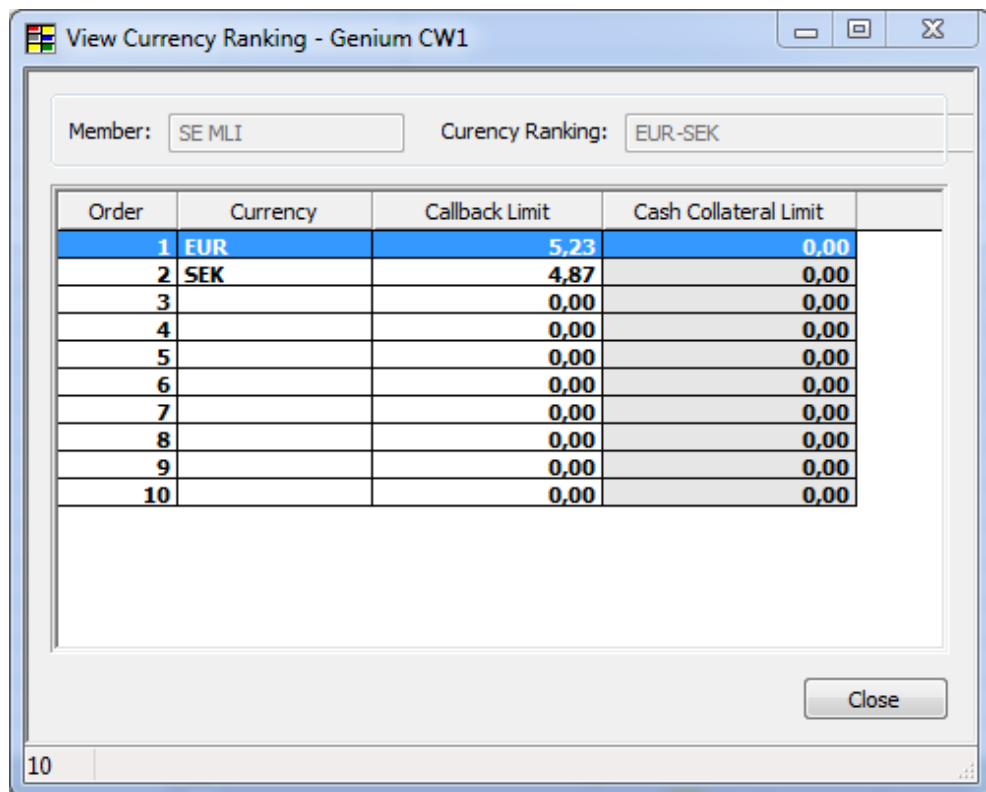 View Currency Ranking - Genium CW1
Member: SE MLI Curency Ranking: EUR-SEK
Order Currency Callback Limit Cash Collateral Limit
1 EUR 5,23 0,00
2 SEK 4,87 0,00
3 0,00 0,00
4 0,00 0,00
5 0,00 0,00
6 0,00 0,00
7 0,00 0,00
8 0,00 0,00
9 0,00 0,00
10 0,00 0,00
Close
10